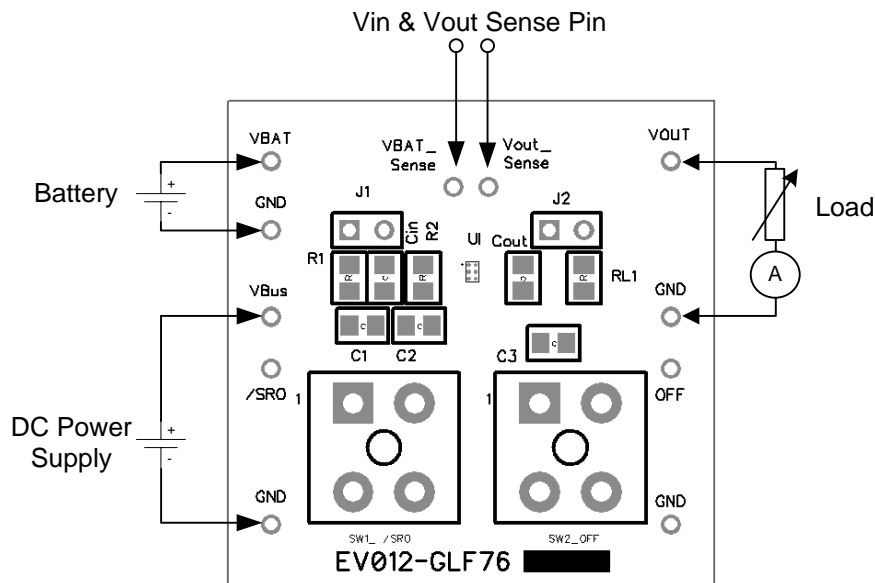 Vin & Vout Sense Pin
VBAT
VBAT_
Sense
Vout_
Sense
VOUT
Battery
+
-
GND
J1
J2
Load
Cin
R2
U1
Cout
R1
R
C
R
C
R
RL1
A
VBus
GND
C
C
C
C1
C2
C3
/SRO
OFF
DC Power
Supply
+
-
1
1
GND
GND
SW1_ /SRO
SW2_OFF
EV012-GLF76